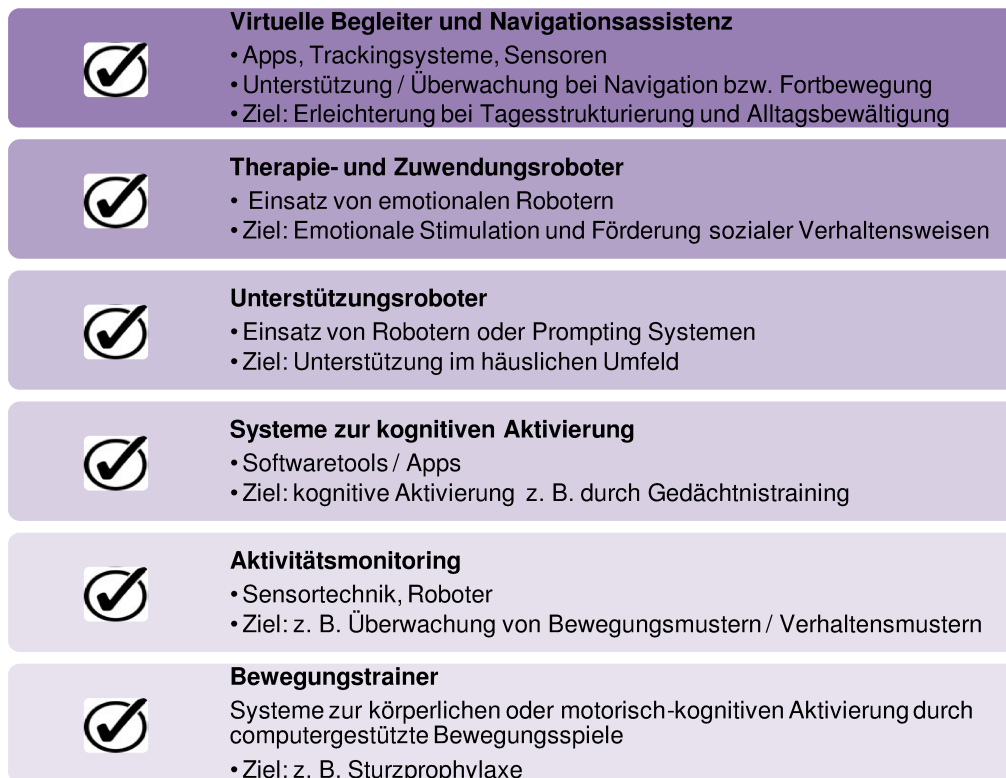 Virtuelle Begleiter und Navigationsassistenz
• Apps, Trackingsysteme, Sensoren
• Unterstützung / Überwachung bei Navigation bzw. Fortbewegung
• Ziel: Erleichterung bei Tagesstrukturierung und Alltagsbewältigung
Therapie- und Zuwendungsroboter
• Einsatz von emotionalen Robotern
• Ziel: Emotionale Stimulation und Förderung sozialer Verhaltensweisen
Unterstützungsroboter
• Einsatz von Robotern oder Prompting Systemen
• Ziel: Unterstützung im häuslichen Umfeld
Systeme zur kognitiven Aktivierung
• Softwaretools / Apps
• Ziel: kognitive Aktivierung z. B. durch Gedächtnistraining
Aktivitätsmonitoring
• Sensortechnik, Roboter
• Ziel: z. B. Überwachung von Bewegungsmustern / Verhaltensmustern
Bewegungstrainer
Systeme zur körperlichen oder motorisch-kognitiven Aktivierung durch
computergestützte Bewegungsspiele
• Ziel: z. B. Sturzprophylaxe